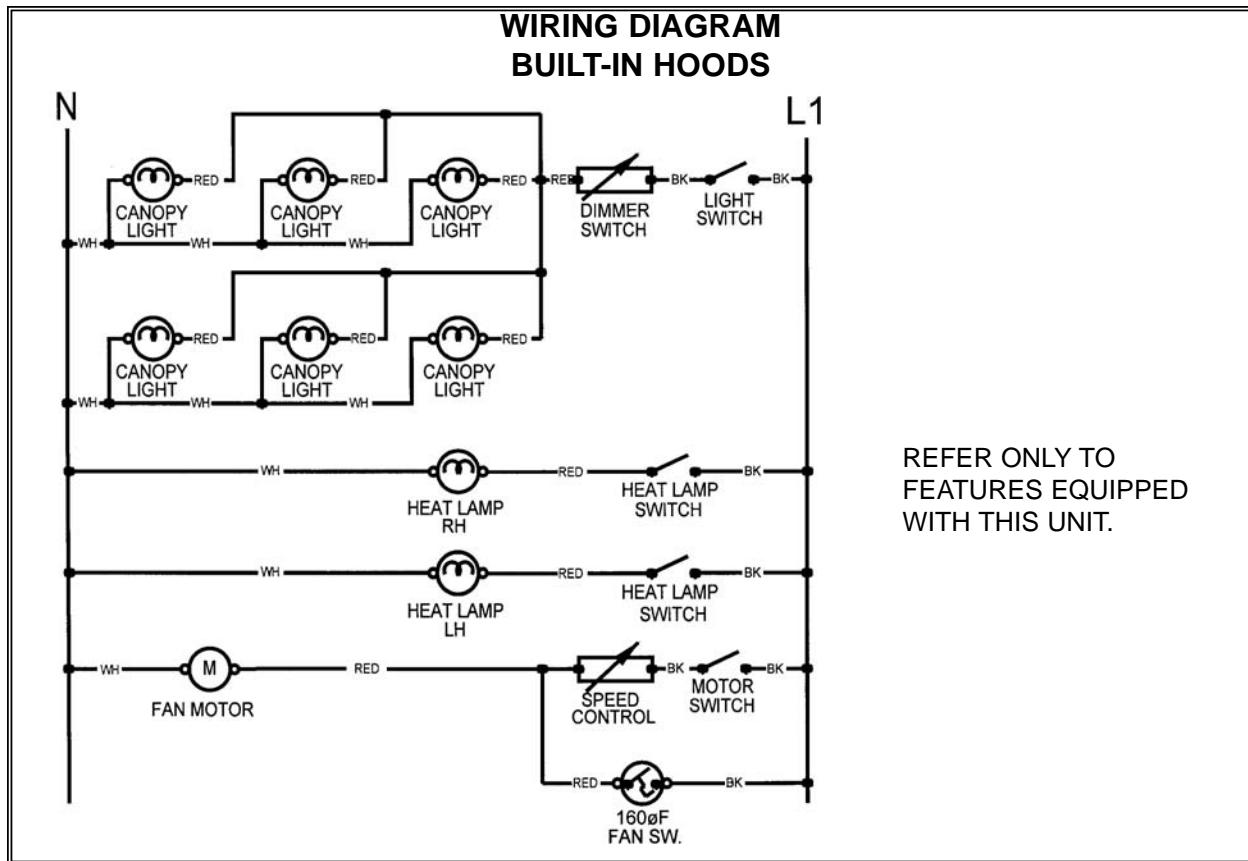 WIRING DIAGRAM
BUILT-IN HOODS
N
L1
RED
RED
RED
RED
BK
BK
CANOPY
LIGHT
CANOPY
LIGHT
CANOPY
LIGHT
DIMMER
SWITCH
LIGHT
SWITCH
WH
WH
WH
RED
RED
RED
CANOPY
LIGHT
CANOPY
LIGHT
CANOPY
LIGHT
WH
WH
WH
WH
RED
BK
HEAT LAMP
RH
HEAT LAMP
SWITCH
REFER ONLY TO
FEATURES EQUIPPED
WITH THIS UNIT.
WH
RED
BK
HEAT LAMP
LH
HEAT LAMP
SWITCH
WH
M
RED
BK
BK
FAN MOTOR
SPEED
CONTROL
MOTOR
SWITCH
RED
BK
160øF
FAN SW.